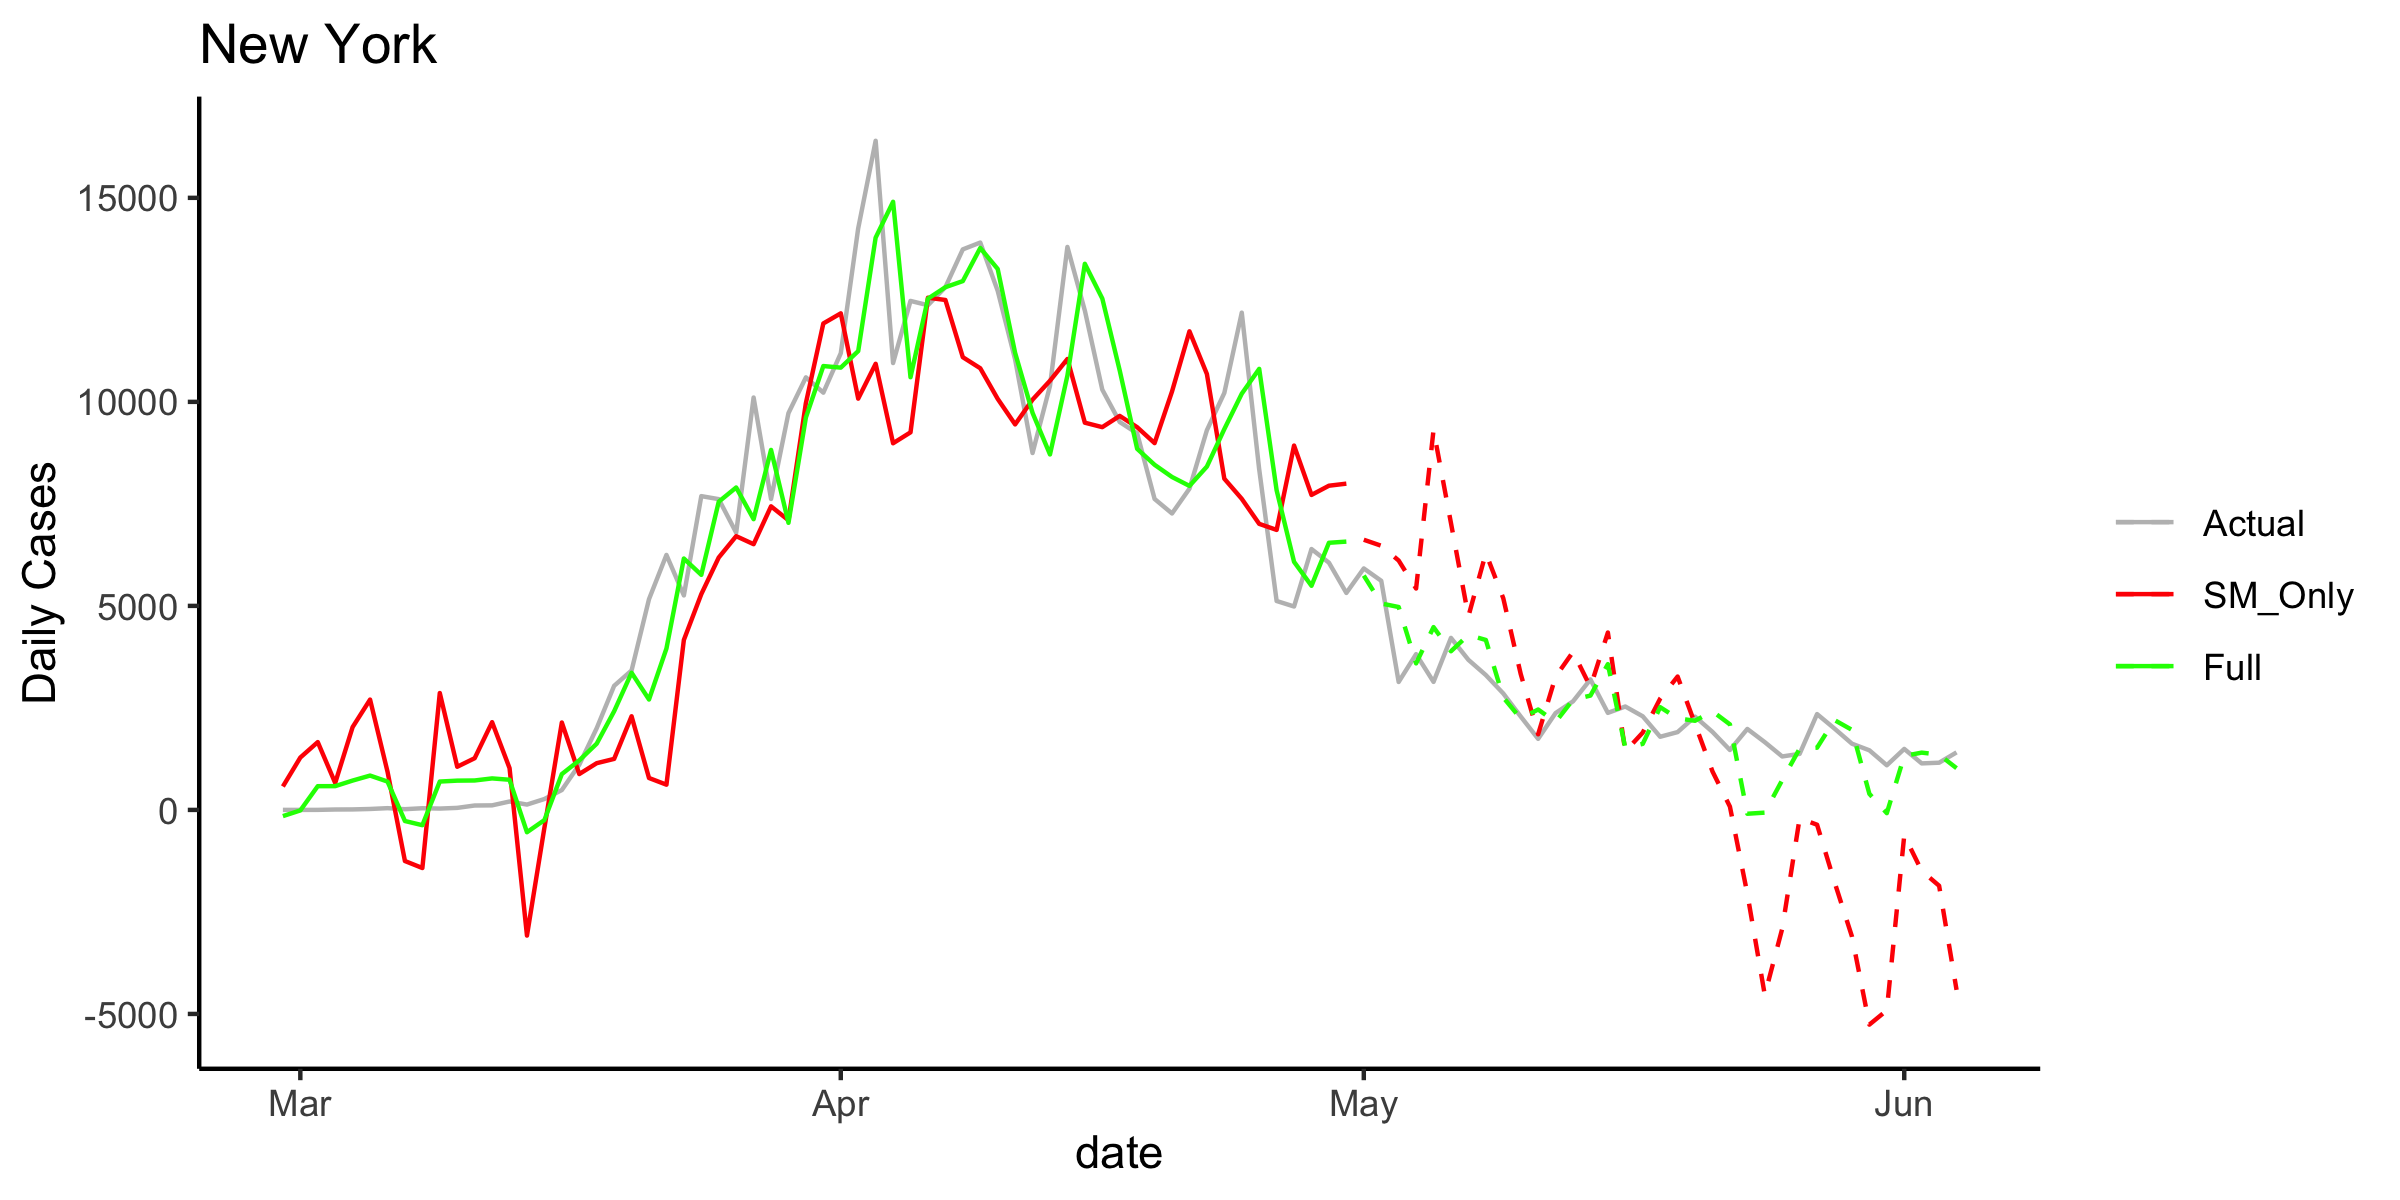 New York
Daily Cases
15000
10000
5000
0
-5000
Mar
Apr
May
Jun
date
Actual
SM_Only
Full